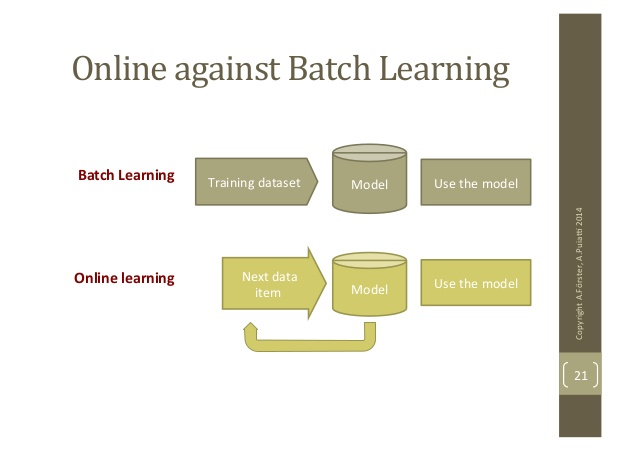 Online against Batch Learning
Batch Learning
Training dataset
Model
Use the model
Online learning
Next data
item
Model
Use the model
Copyright A.Förster, A.Puiatti 2014
21